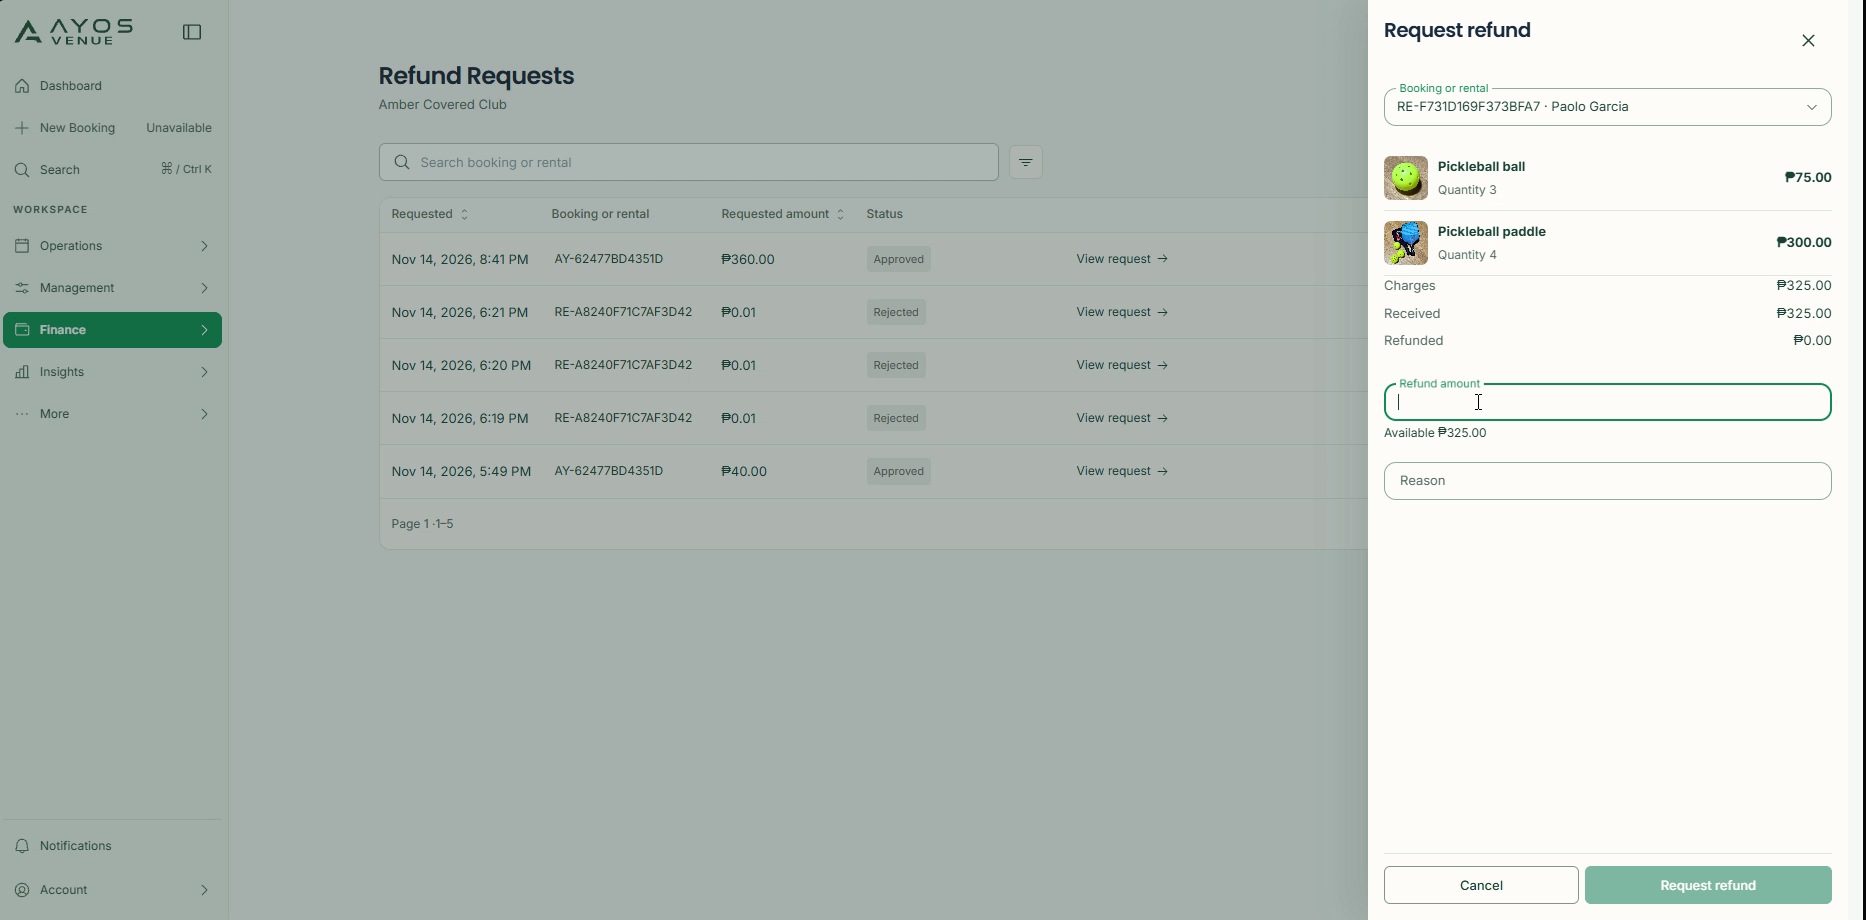 AYOS
VENUE
Dashboard
New Booking Unavailable
Search ⌘ / Ctrl K
WORKSPACE
Operations
Management
Finance
Insights
More
Notifications
Account
Refund Requests
Amber Covered Club
Search booking or rental
Requested Booking or rental Requested amount Status
Nov 14, 2026, 8:41 PM AY-62477BD4351D ₱360.00 Approved View request →
Nov 14, 2026, 6:21 PM RE-A8240F71C7AF3D42 ₱0.01 Rejected View request →
Nov 14, 2026, 6:20 PM RE-A8240F71C7AF3D42 ₱0.01 Rejected View request →
Nov 14, 2026, 6:19 PM RE-A8240F71C7AF3D42 ₱0.01 Rejected View request →
Nov 14, 2026, 5:49 PM AY-62477BD4351D ₱40.00 Approved View request →
Page 1 ·1–5
Request refund
Booking or rental
RE-F731D169F373BFA7 · Paolo Garcia
Pickleball ball
Quantity 3
₱75.00
Pickleball paddle
Quantity 4
₱300.00
Charges ₱325.00
Received ₱325.00
Refunded ₱0.00
Refund amount
Available ₱325.00
Reason
Cancel Request refund